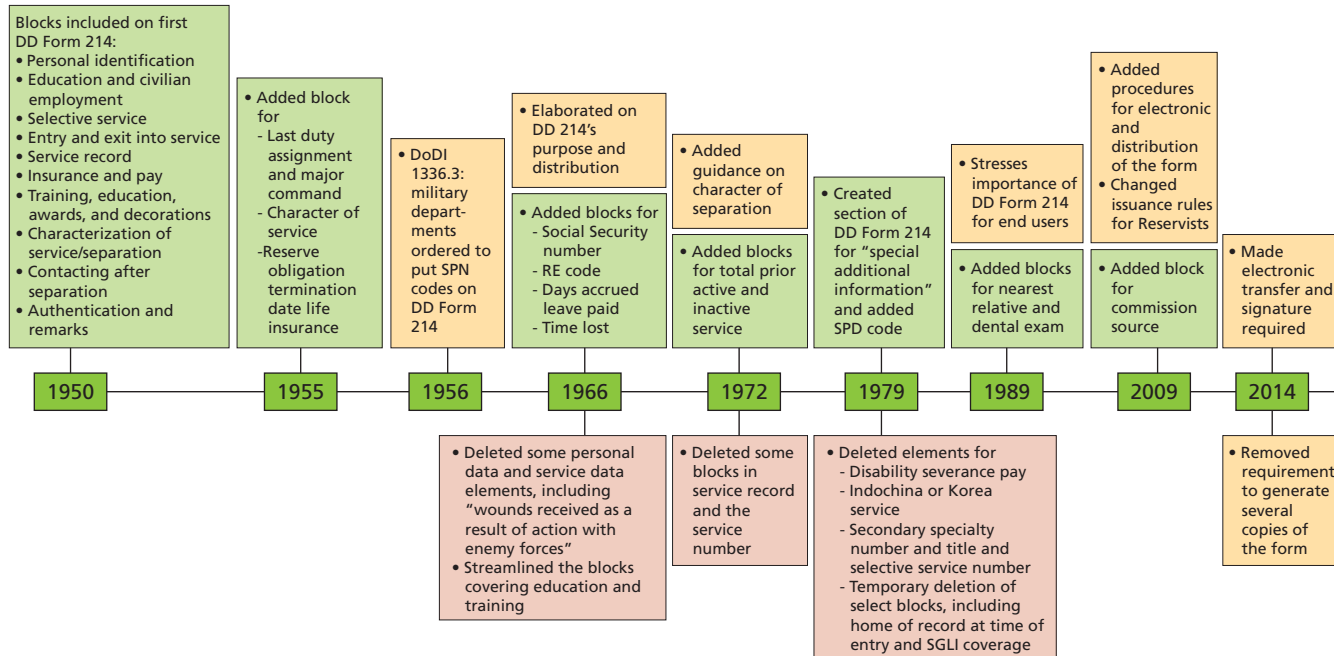 Blocks included on first
DD Form 214:
• Personal identification
• Education and civilian
employment
• Selective service
• Entry and exit into service
• Service record
• Insurance and pay
• Training, education,
awards, and decorations
• Characterization of
service/separation
• Contacting after
separation
• Authentication and
remarks
• Added block
for
- Last duty
assignment
and major
command
- Character of
service
-Reserve
obligation
termination
date life
insurance
• DoDI
1336.3:
military
depart-
ments
ordered to
put SPN
codes on
DD Form
214
• Elaborated on
DD 214’s
purpose and
distribution
• Added blocks for
- Social Security
number
- RE code
- Days accrued
leave paid
- Time lost
• Added
guidance on
character of
separation
• Added blocks
for total prior
active and
inactive
service
• Created
section of
DD Form 214
for “special
additional
information”
and added
SPD code
• Stresses
importance of
DD Form 214
for end users
• Added blocks
for nearest
relative and
dental exam
• Added
procedures
for electronic
and
distribution
of the form
• Changed
issuance rules
for Reservists
• Added block
for
commission
source
• Made
electronic
transfer and
signature
required
1950
1955
1956
1966
1972
1979
1989
2009
2014
• Deleted some personal
data and service data
elements, including
“wounds received as a
result of action with
enemy forces”
• Streamlined the blocks
covering education and
training
• Deleted some
blocks in
service record
and the
service
number
• Deleted elements for
- Disability severance pay
- Indochina or Korea
service
- Secondary specialty
number and title and
selective service number
- Temporary deletion of
select blocks, including
home of record at time of
entry and SGLI coverage
• Removed
requirement
to generate
several
copies of
the form